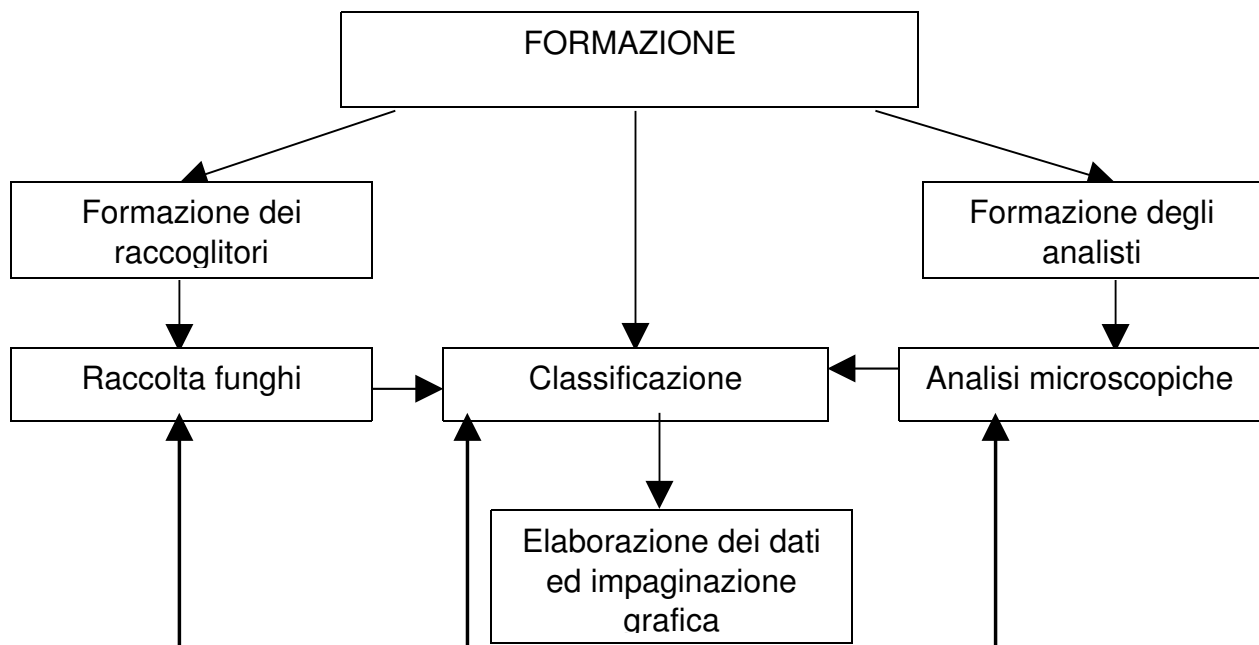 FORMAZIONE
Formazione dei
raccoglitori
Formazione degli
analisti
Raccolta funghi
Classificazione
Analisi microscopiche
Elaborazione dei dati
ed impaginazione
grafica